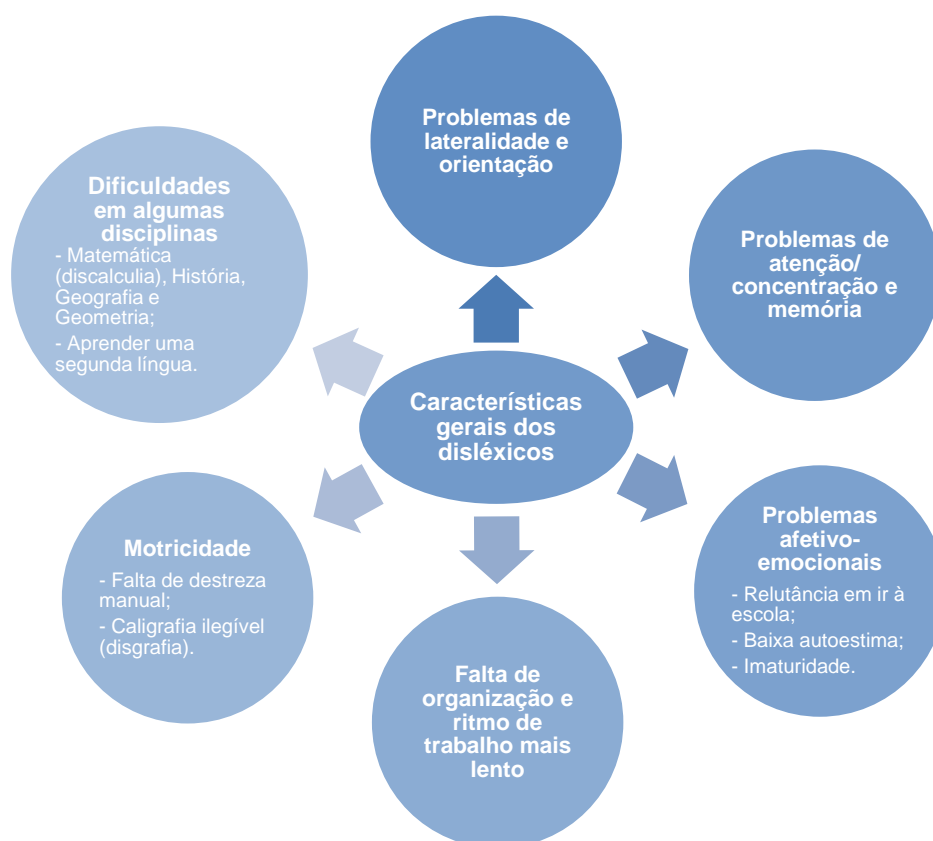 Problemas de
lateralidade e
orientação
Problemas de
atenção/
concentração e
memória
Problemas
afetivo-
emocionais
- Relutância em ir à
escola;
- Baixa autoestima;
- Imaturidade.
Falta de
organização e
ritmo de
trabalho mais
lento
Motricidade
- Falta de destreza
manual;
- Caligrafia ilegível
(disgrafia).
Dificuldades
em algumas
disciplinas
- Matemática
(discalculia), História,
Geografia e
Geometria;
- Aprender uma
segunda língua.
Características
gerais dos
disléxicos